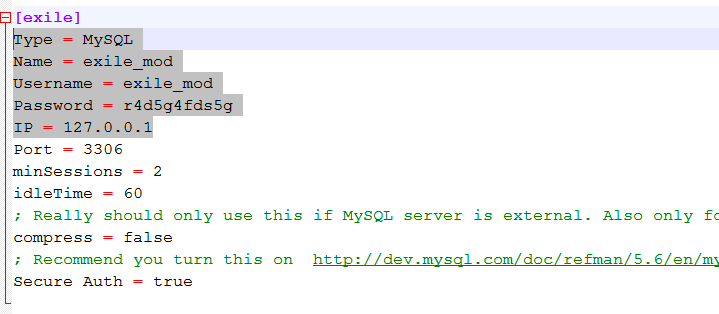 [exile]
Type = MySQL
Name = exile_mod
Username = exile_mod
Password = r4d5g4fds5g
IP = 127.0.0.1
Port = 3306
minSessions = 2
idleTime = 60
; Really should only use this if MySQL server is external. Also only fo
compress = false
; Recommend you turn this on  http://dev.mysql.com/doc/refman/5.6/en/my
Secure Auth = true